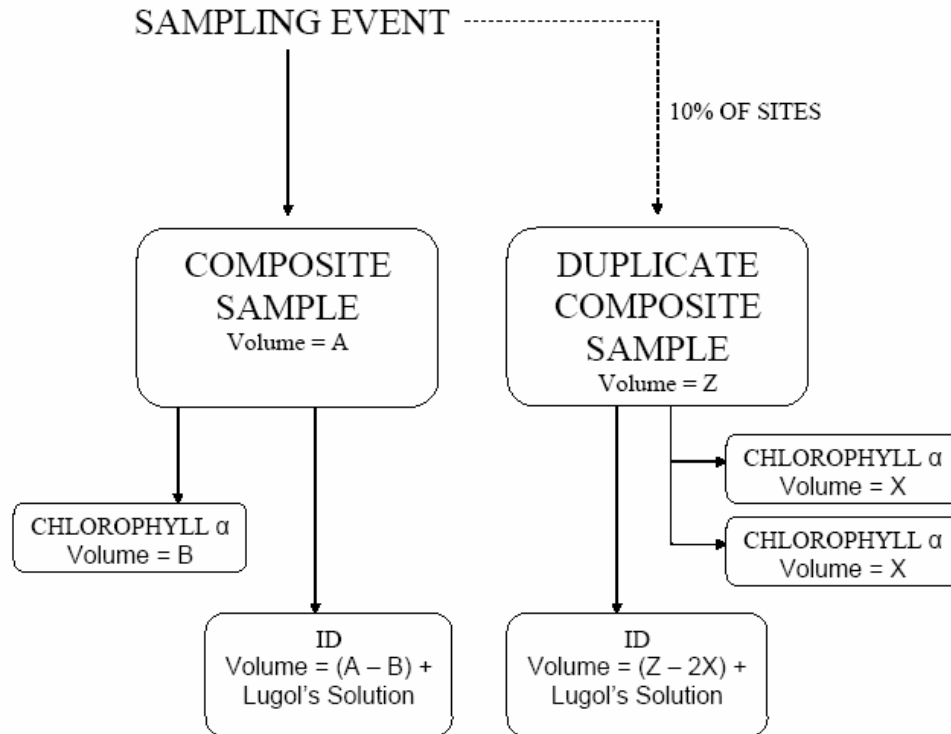 SAMPLING EVENT
10% OF SITES
COMPOSITE
SAMPLE
Volume = A
DUPLICATE
COMPOSITE
SAMPLE
Volume = Z
CHLOROPHYLL α
Volume = B
CHLOROPHYLL α
Volume = X
CHLOROPHYLL α
Volume = X
ID
Volume = (A – B) +
Lugol's Solution
ID
Volume = (Z – 2X) +
Lugol's Solution